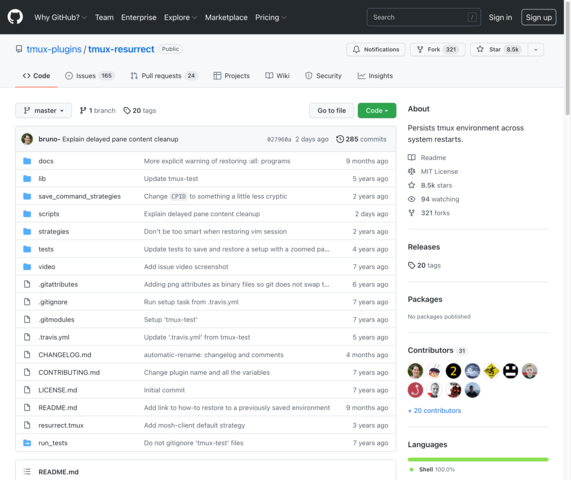 Why GitHub? Team Enterprise Explore Marketplace Pricing Search / Sign in Sign up
tmux-plugins / tmux-resurrect Public Notifications Fork 321 Star 8.5k
Code Issues 165 Pull requests 24 Projects Wiki Security Insights
master 1 branch 20 tags Go to file Code
bruno- Explain delayed pane content cleanup #27960a 2 days ago 285 commits
docs More explicit warning of restoring :all: programs 9 months ago
lib Update tmux-test 5 years ago
save_command_strategies Change CPID to something a little less cryptic 2 years ago
scripts Explain delayed pane content cleanup 2 days ago
strategies Don't be too smart when restoring vim session 2 years ago
tests Update tests to save and restore a setup with a zoomed pa... 4 years ago
video Add issue video screenshot 7 years ago
.gitattributes Adding png attributes as binary files so git does not swap t... 6 years ago
.gitignore Run setup task from .travis.yml 7 years ago
.gitmodules Setup 'tmux-test' 7 years ago
.travis.yml Update '.travis.yml' from tmux-test 5 years ago
CHANGELOG.md automatic-rename: changelog and comments 4 months ago
CONTRIBUTING.md Change plugin name and all the variables 7 years ago
LICENSE.md Initial commit 7 years ago
README.md Add link to how-to restore to a previously saved environment 9 months ago
resurrect.tmux Add mosh-client default strategy 3 years ago
run_tests Do not gitignore 'tmux-test' files 7 years ago
README.md
About
Persists tmux environment across
system restarts.
Readme
MIT License
8.5k stars
94 watching
321 forks
Releases
20 tags
Packages
No packages published
Contributors 31
+ 20 contributors
Languages
Shell 100.0%